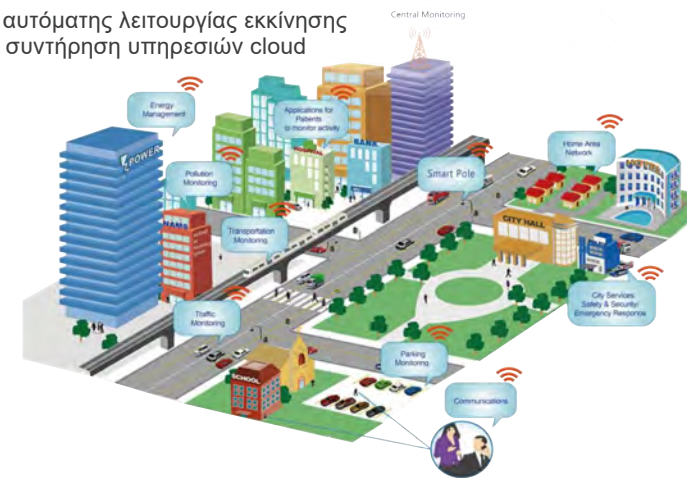 αυτόματης λειτουργίας εκκίνησης
συντήρηση υπηρεσιών cloud
Central Monitoring
Energy
Management
Applications for
Patients
to monitor activity
POWER
HOSPITAL
BANK
Home Area
Network
Pollution
Monitoring
Smart Pole
CITY HALL
Transportation
Monitoring
City Services
Safety & Security/
Emergency Response
Traffic
Monitoring
Parking
Monitoring
SCHOOL
Communications